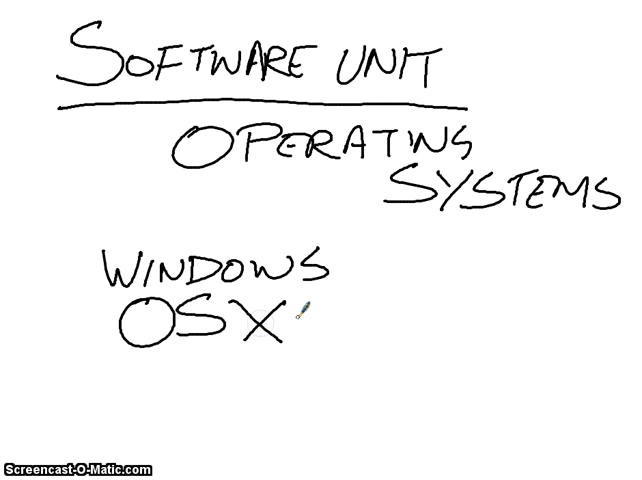 SOFTWARE UNIT
OPERATING
SYSTEMS
WINDOWS
OSX
Screencast-O-Matic.com